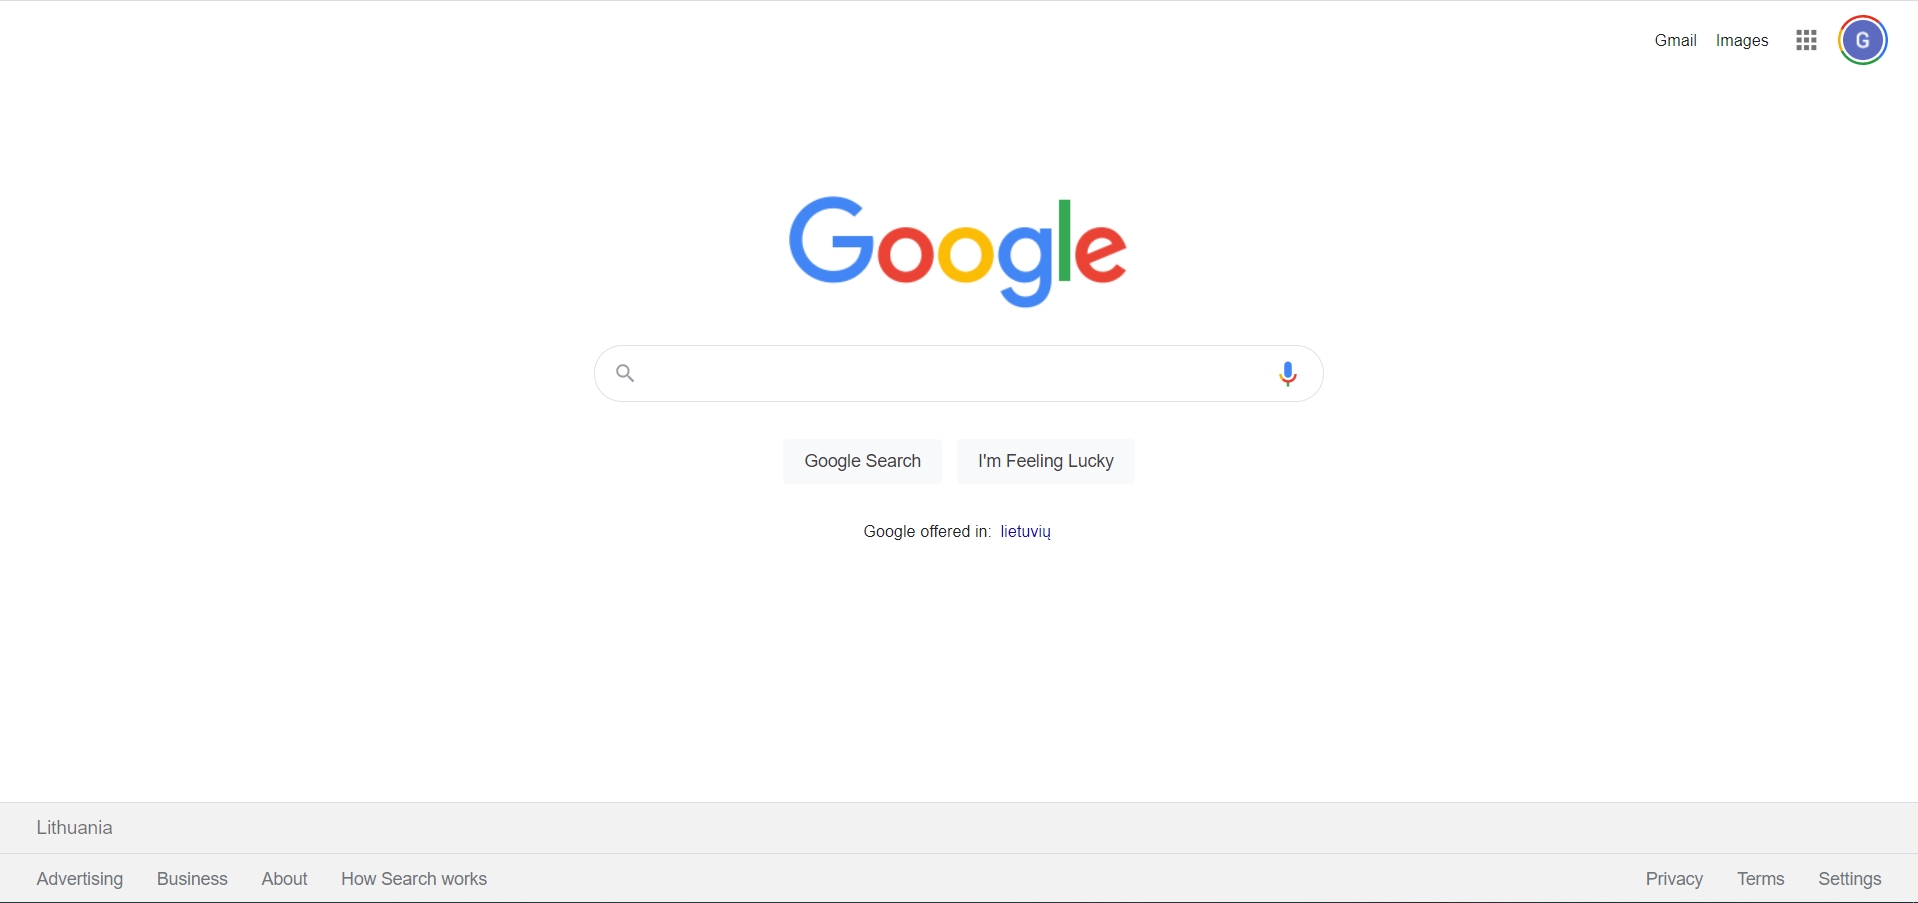 Gmail Images G
Google
Google Search I'm Feeling Lucky
Google offered in: lietuvių
Lithuania
Advertising Business About How Search works Privacy Terms Settings